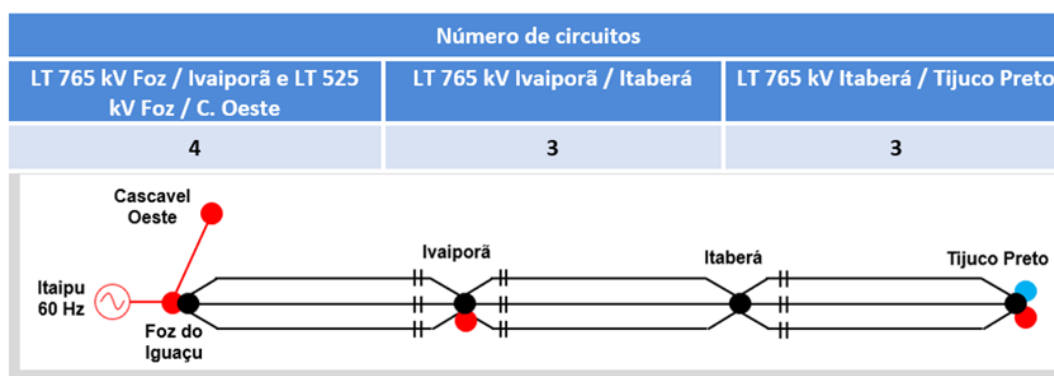 Número de circuitos
LT 765 kV Foz / Ivaiporã e LT 525
kV Foz / C. Oeste
LT 765 kV Ivaiporã / Itaberá
LT 765 kV Itaberá / Tijuco Preto
4
3
3
Cascavel
Oeste
Ivaiporã
Itaberá
Tijuco Preto
Itaipu
60 Hz
Foz do
Iguaçu